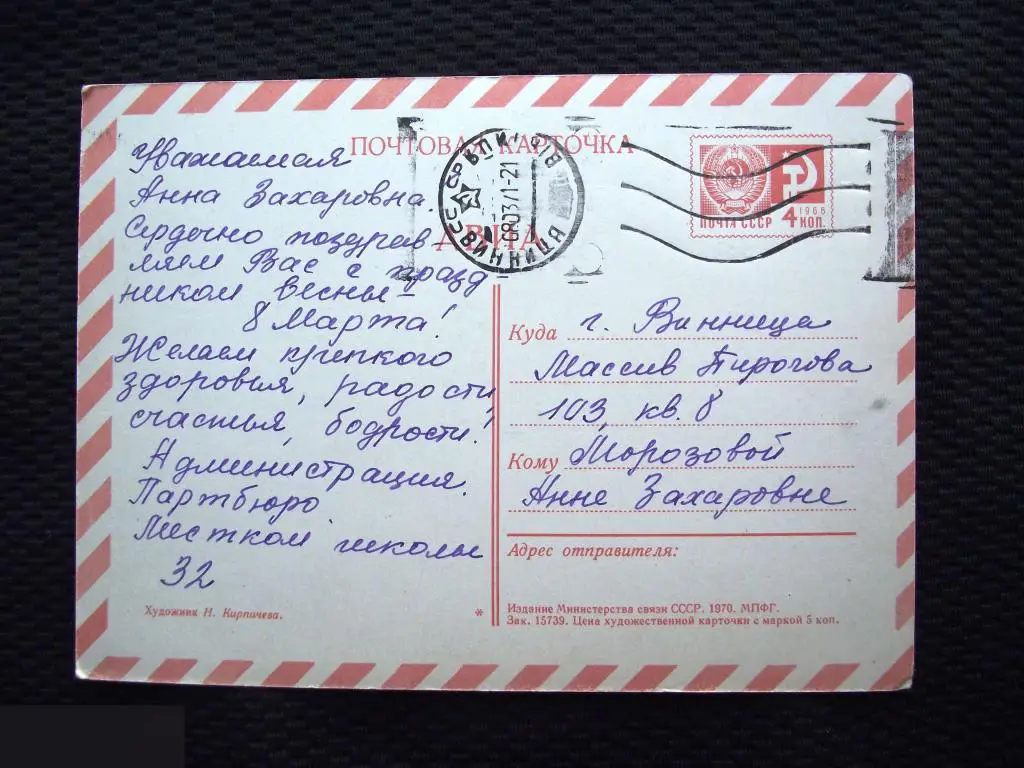 ПОЧТОВАЯ КАРТОЧКА
АВИА
1966
4 КОП.
ПОЧТА СССР
Уважаемая
Анна Захаровна.
Сердечно поздрав
ляем Вас с празд
ником весны –
8 Марта!
Желаем крепкого
здоровья, радости
счастья, бодрости!
Администрация.
Партбюро
Местком школы
32
Художник Н. Кирпичева.
*
Куда г. Винница
Массив Пирогова
103, кв. 8
Кому Морозовой
Анне Захаровне
Адрес отправителя:
Издание Министерства связи СССР. 1970. МПФГ.
Зак. 15739. Цена художественной карточки с маркой 5 коп.